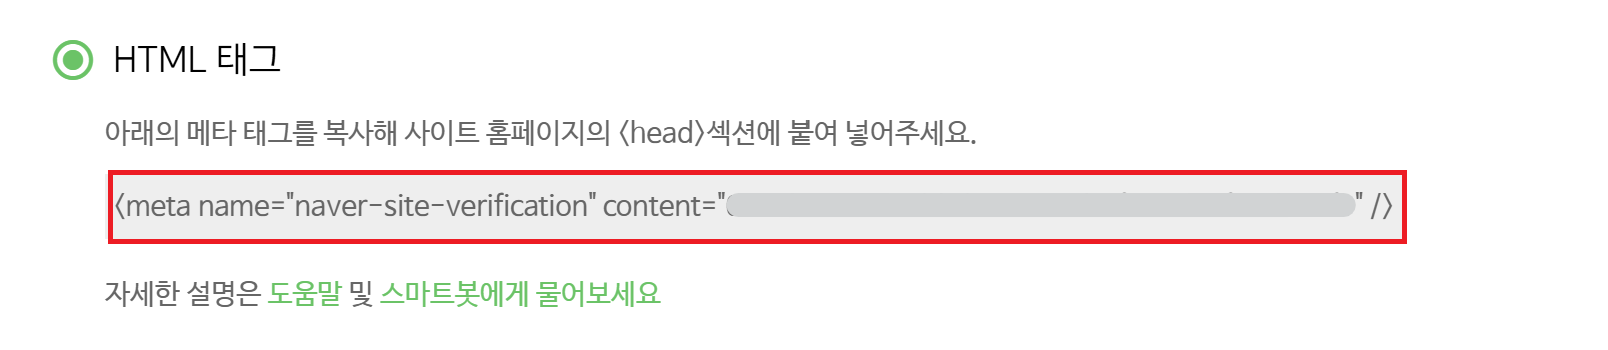 HTML 태그
아래의 메타 태그를 복사해 사이트 홈페이지의 <head>섹션에 붙여 넣어주세요.
<meta name="naver-site-verification" content="" />
자세한 설명은 도움말 및 스마트봇에게 물어보세요